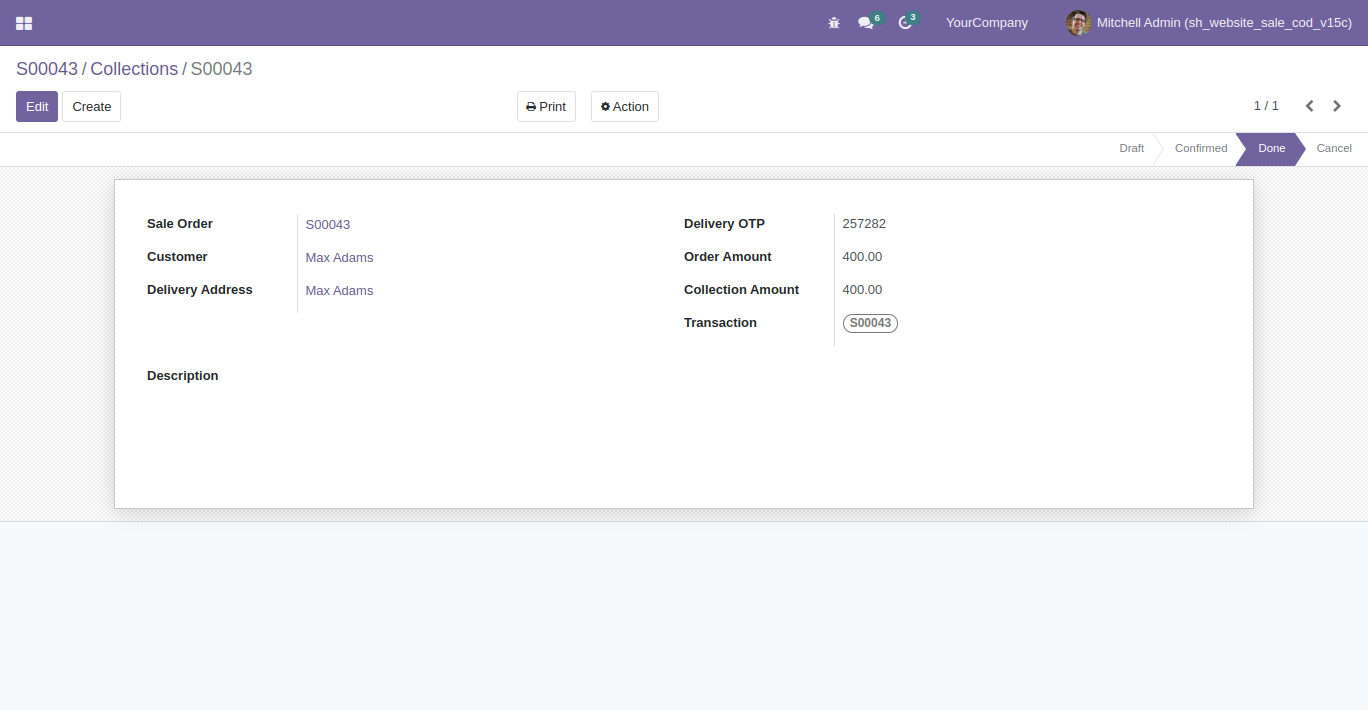 6 3 YourCompany Mitchell Admin (sh_website_sale_cod_v15c)
S00043 / Collections / S00043
Edit Create Print Action 1 / 1
Draft Confirmed Done Cancel
Sale Order S00043 Delivery OTP 257282
Customer Max Adams Order Amount 400.00
Delivery Address Max Adams Collection Amount 400.00
Transaction S00043
Description